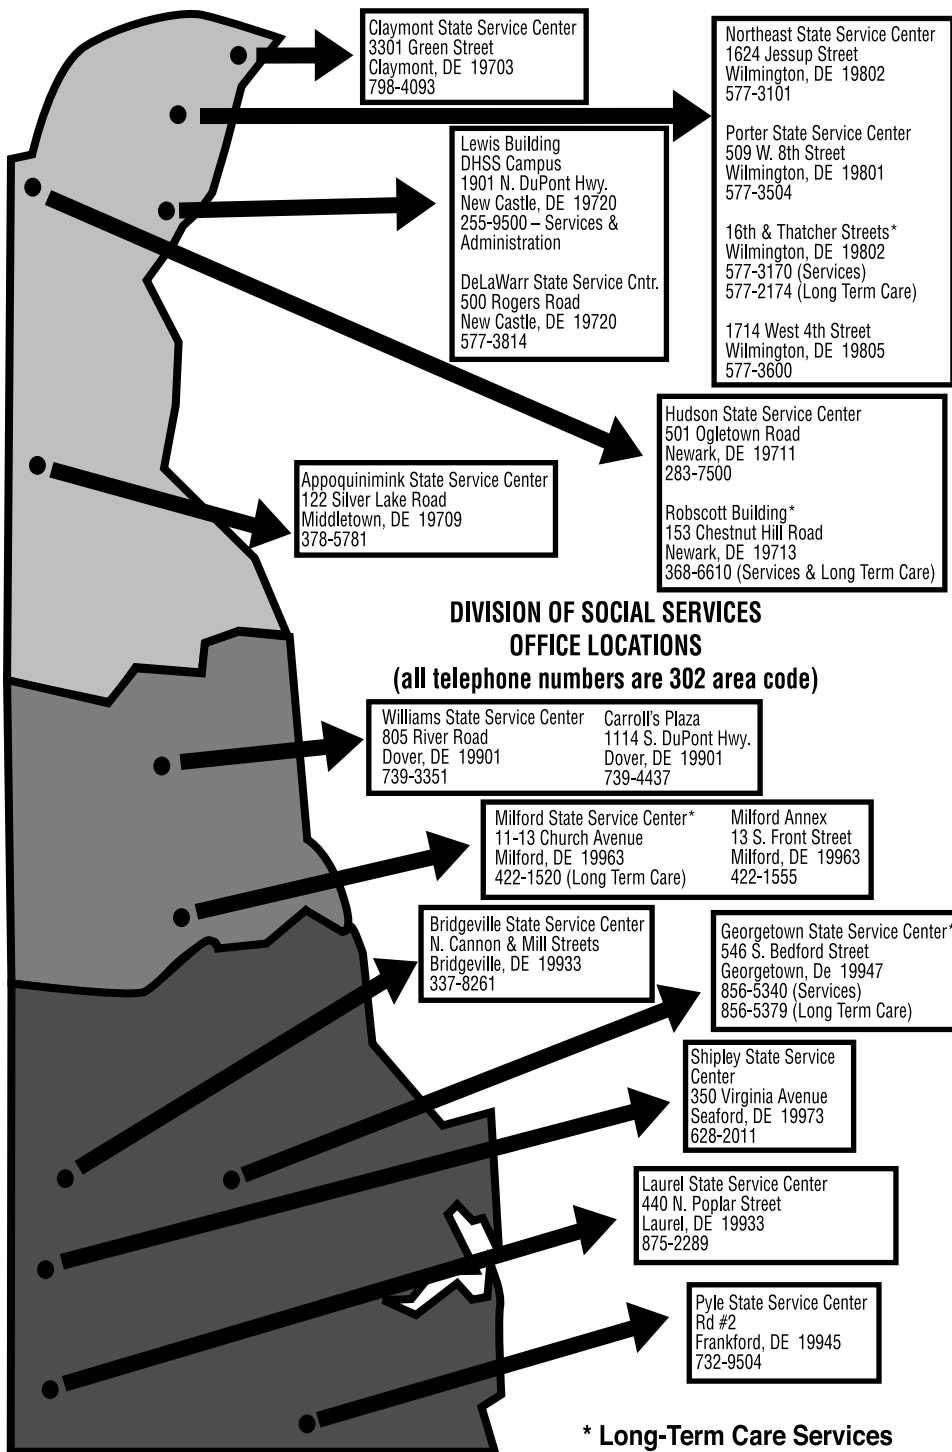 Claymont State Service Center
3301 Green Street
Claymont, DE 19703
798-4093
Northeast State Service Center
1624 Jessup Street
Wilmington, DE 19802
577-3101
Porter State Service Center
509 W. 8th Street
Wilmington, DE 19801
577-3504
16th & Thatcher Streets*
Wilmington, DE 19802
577-3170 (Services)
577-2174 (Long Term Care)
1714 West 4th Street
Wilmington, DE 19805
577-3600
Lewis Building
DHSS Campus
1901 N. DuPont Hwy.
New Castle, DE 19720
255-9500 – Services &
Administration
DeLaWarr State Service Cntr.
500 Rogers Road
New Castle, DE 19720
577-3814
Hudson State Service Center
501 Ogletown Road
Newark, DE 19711
283-7500
Robscott Building*
153 Chestnut Hill Road
Newark, DE 19713
368-6610 (Services & Long Term Care)
Appoquinimink State Service Center
122 Silver Lake Road
Middletown, DE 19709
378-5781
DIVISION OF SOCIAL SERVICES
OFFICE LOCATIONS
(all telephone numbers are 302 area code)
Williams State Service Center
805 River Road
Dover, DE 19901
739-3351
Carroll's Plaza
1114 S. DuPont Hwy.
Dover, DE 19901
739-4437
Milford State Service Center*
11-13 Church Avenue
Milford, DE 19963
422-1520 (Long Term Care)
Milford Annex
13 S. Front Street
Milford, DE 19963
422-1555
Bridgeville State Service Center
N. Cannon & Mill Streets
Bridgeville, DE 19933
337-8261
Georgetown State Service Center*
546 S. Bedford Street
Georgetown, De 19947
856-5340 (Services)
856-5379 (Long Term Care)
Shipley State Service
Center
350 Virginia Avenue
Seaford, DE 19973
628-2011
Laurel State Service Center
440 N. Poplar Street
Laurel, DE 19933
875-2289
Pyle State Service Center
Rd #2
Frankford, DE 19945
732-9504
* Long-Term Care Services